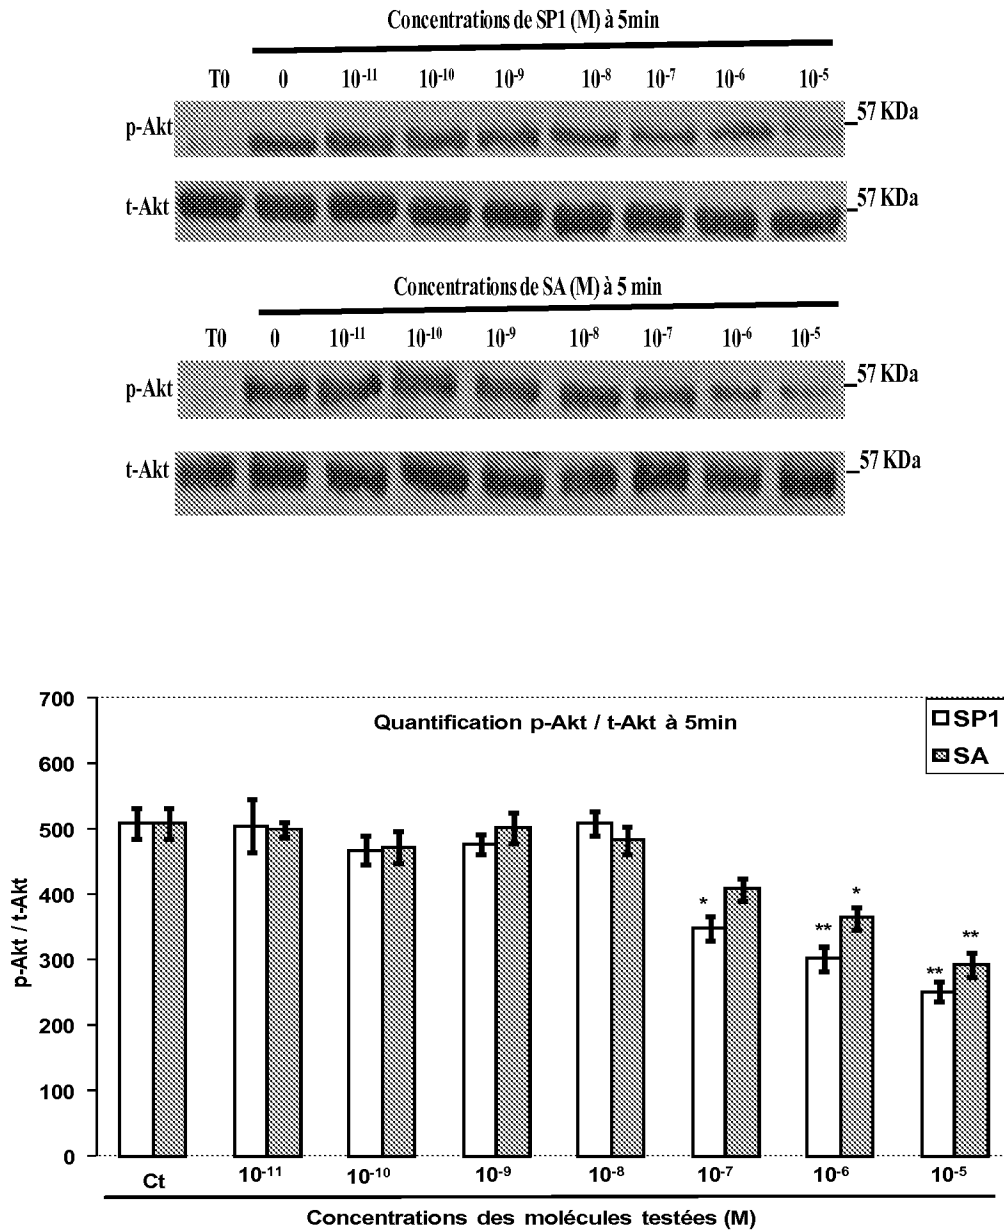 Concentrations de SP1 (M) à 5min
T0 0 10⁻¹¹ 10⁻¹⁰ 10⁻⁹ 10⁻⁸ 10⁻⁷ 10⁻⁶ 10⁻⁵
p-Akt 57 KDa
t-Akt 57 KDa
Concentrations de SA (M) à 5 min
T0 0 10⁻¹¹ 10⁻¹⁰ 10⁻⁹ 10⁻⁸ 10⁻⁷ 10⁻⁶ 10⁻⁵
p-Akt 57 KDa
t-Akt 57 KDa
Quantification p-Akt / t-Akt à 5min
SP1
SA
p-Akt / t-Akt
700
600
500
400
300
200
100
0
* ** * ** **
Ct 10⁻¹¹ 10⁻¹⁰ 10⁻⁹ 10⁻⁸ 10⁻⁷ 10⁻⁶ 10⁻⁵
Concentrations des molécules testées (M)